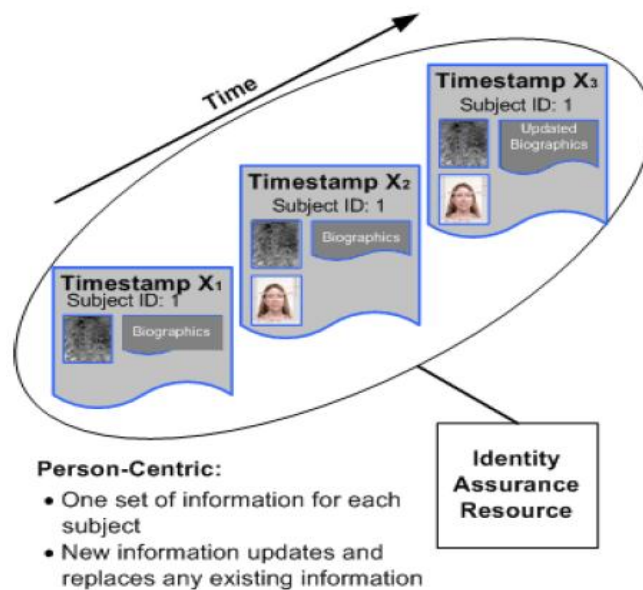 Time
Timestamp X₃
Subject ID: 1
Updated
Biographics
Timestamp X₂
Subject ID: 1
Biographics
Timestamp X₁
Subject ID: 1
Biographics
Identity
Assurance
Resource
Person-Centric:
• One set of information for each
subject
• New information updates and
replaces any existing information